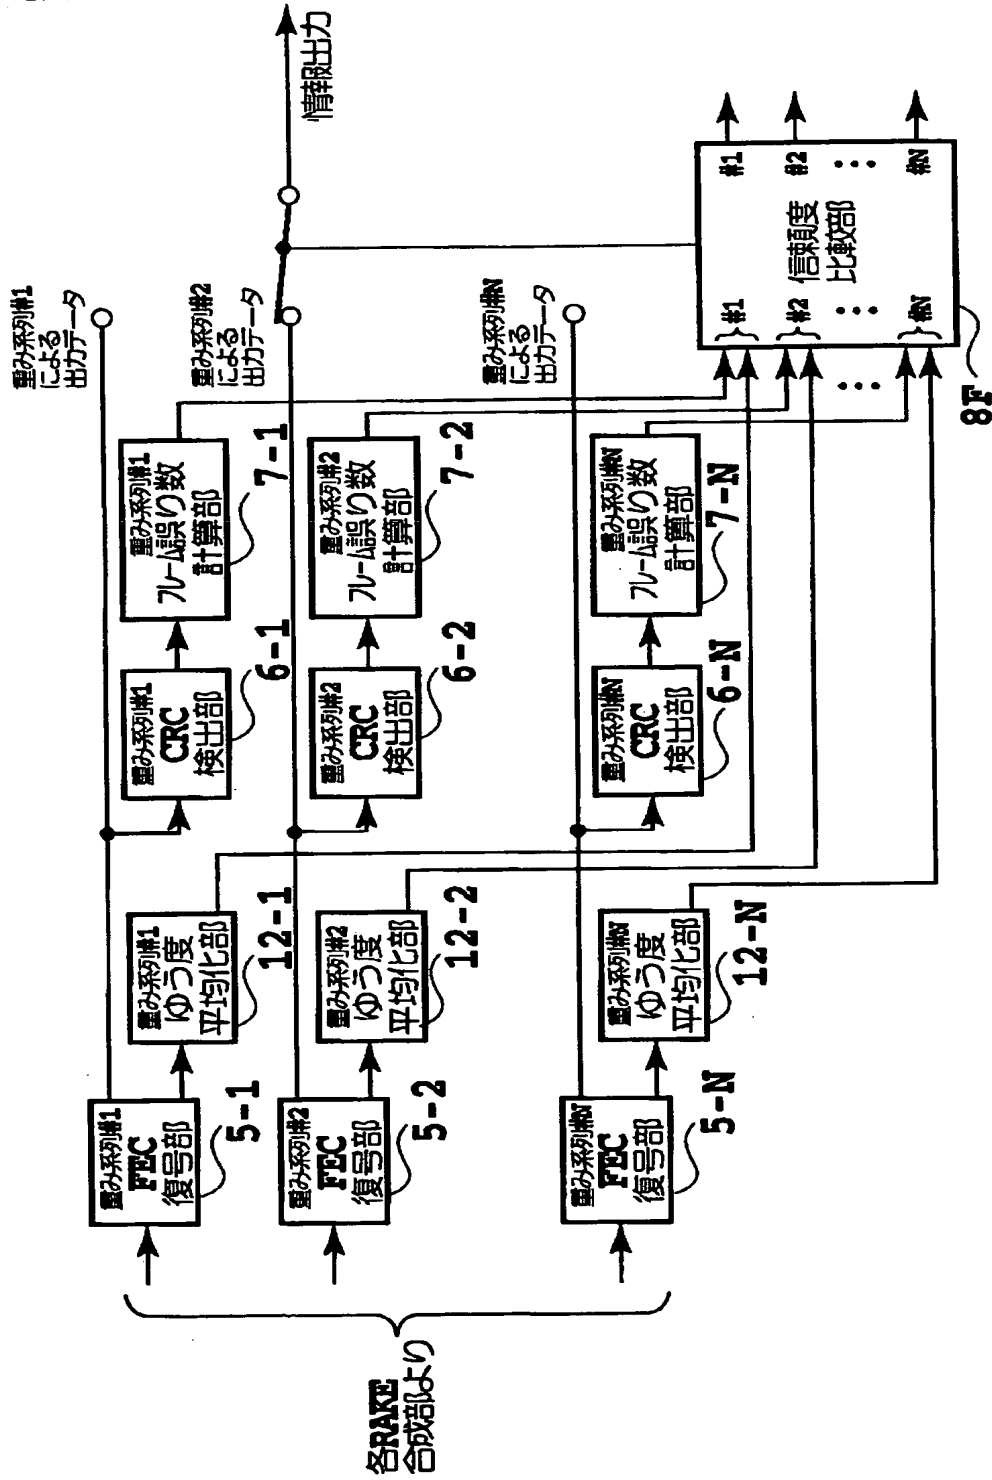 各RAKE
合成部より
重み系列#1
FEC
復号部
5-1
重み系列#1
ゆう度
平均化部
12-1
重み系列#1
CRC
検出部
6-1
重み系列#1
フレーム誤り数
計算部
7-1
重み系列#1
による
出力データ
重み系列#2
FEC
復号部
5-2
重み系列#2
ゆう度
平均化部
12-2
重み系列#2
CRC
検出部
6-2
重み系列#2
フレーム誤り数
計算部
7-2
重み系列#2
による
出力データ
情報出力
重み系列#N
FEC
復号部
5-N
重み系列#N
ゆう度
平均化部
12-N
重み系列#N
CRC
検出部
6-N
重み系列#N
フレーム誤り数
計算部
7-N
重み系列#N
による
出力データ
#1
#2
#N
信頼度
比較部
#1
#2
#N
8F